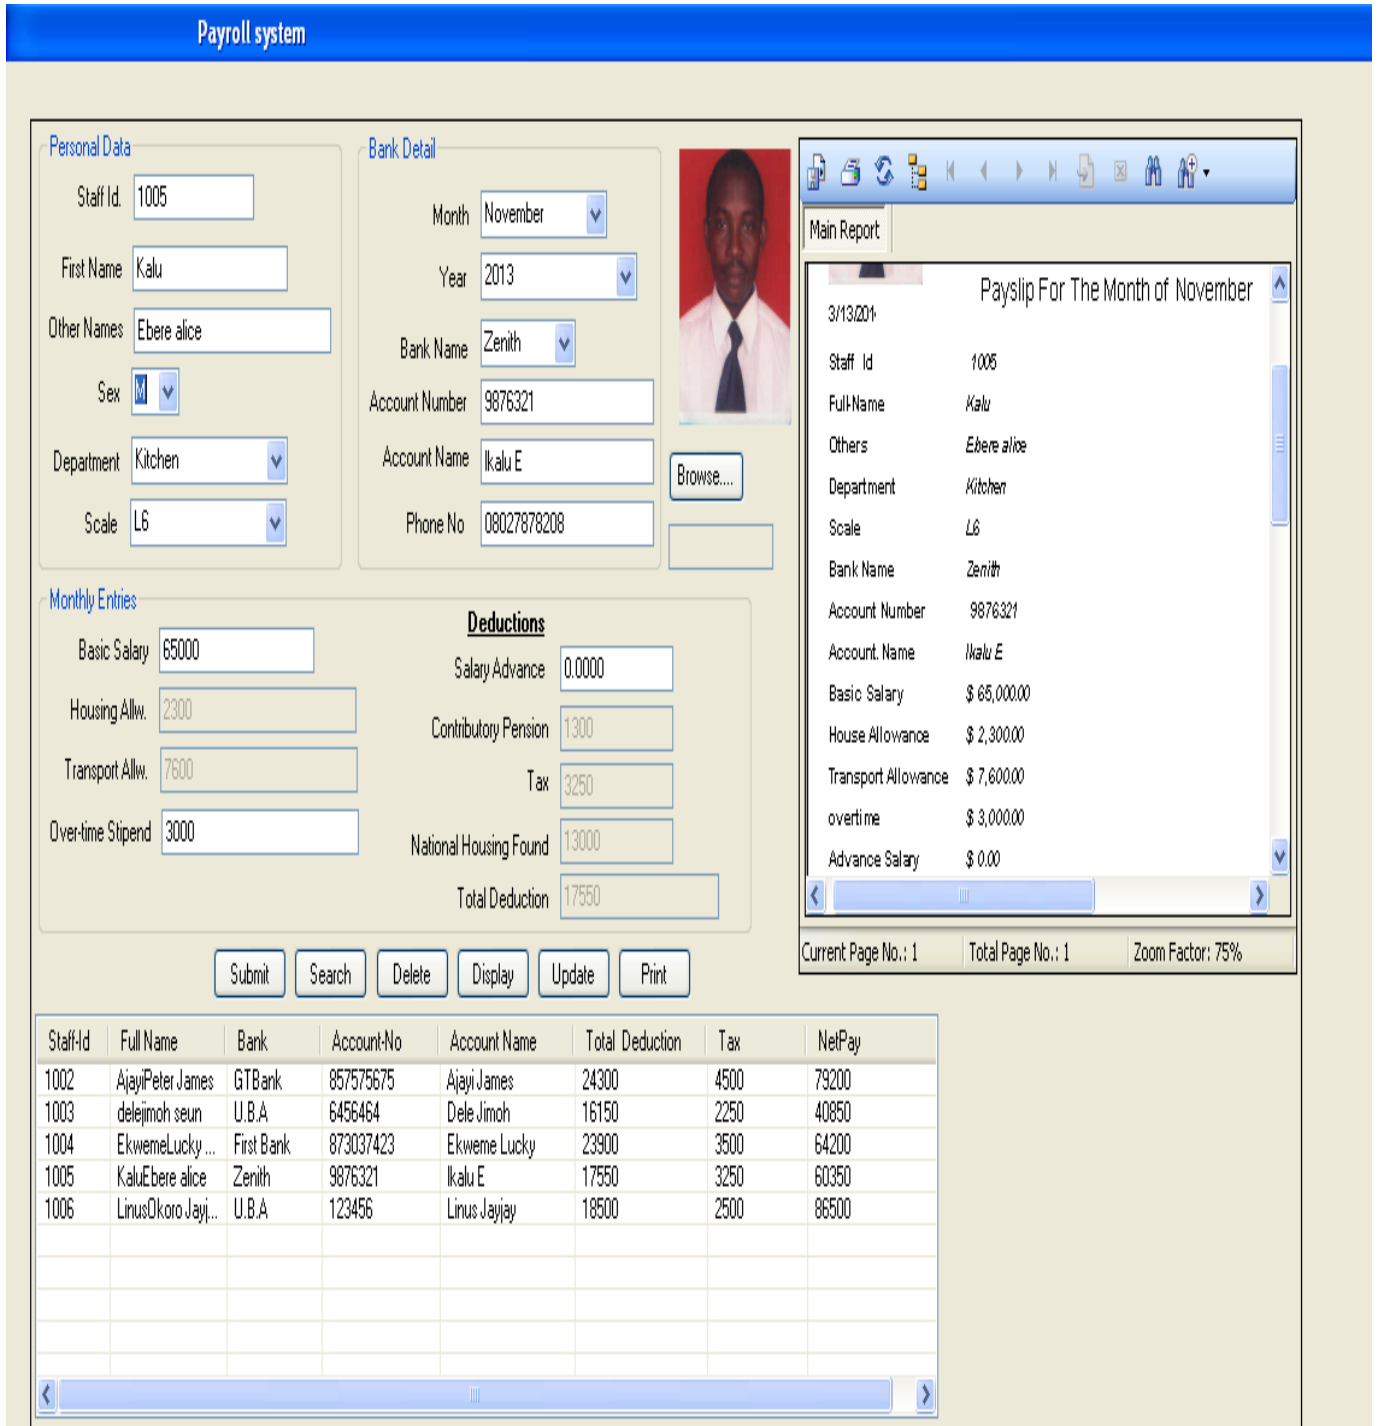 Payroll system
Personal Data
Staff Id. 1005
First Name Kalu
Other Names Ebere alice
Sex M
Department Kitchen
Scale L6
Bank Detail
Month November
Year 2013
Bank Name Zenith
Account Number 9876321
Account Name Ikalu E
Phone No 08027878208
Browse....
Monthly Entries
Basic Salary 65000
Housing Allw. 2300
Transport Allw. 7600
Over-time Stipend 3000
Deductions
Salary Advance 0.0000
Contributory Pension 1300
Tax 3250
National Housing Found 13000
Total Deduction 17550
Main Report
Payslip For The Month of November
3/13/201
Staff Id 1005
Full-Name Kalu
Others Ebere alice
Department Kitchen
Scale L6
Bank Name Zenith
Account Number 9876321
Account. Name Ikalu E
Basic Salary $ 65,000.00
House Allowance $ 2,300.00
Transport Allowance $ 7,600.00
overtime $ 3,000.00
Advance Salary $ 0.00
Current Page No.: 1 Total Page No.: 1 Zoom Factor: 75%
Submit Search Delete Display Update Print
Staff-Id Full Name Bank Account-No Account Name Total Deduction Tax NetPay
1002 AjayiPeter James GTBank 857575675 Ajayi James 24300 4500 79200
1003 delejimoh seun U.B.A 6456464 Dele Jimoh 16150 2250 40850
1004 EkwemeLucky ... First Bank 873037423 Ekweme Lucky 23900 3500 64200
1005 KaluEbere alice Zenith 9876321 Ikalu E 17550 3250 60350
1006 LinusOkoro Jayj... U.B.A 123456 Linus Jayjay 18500 2500 86500